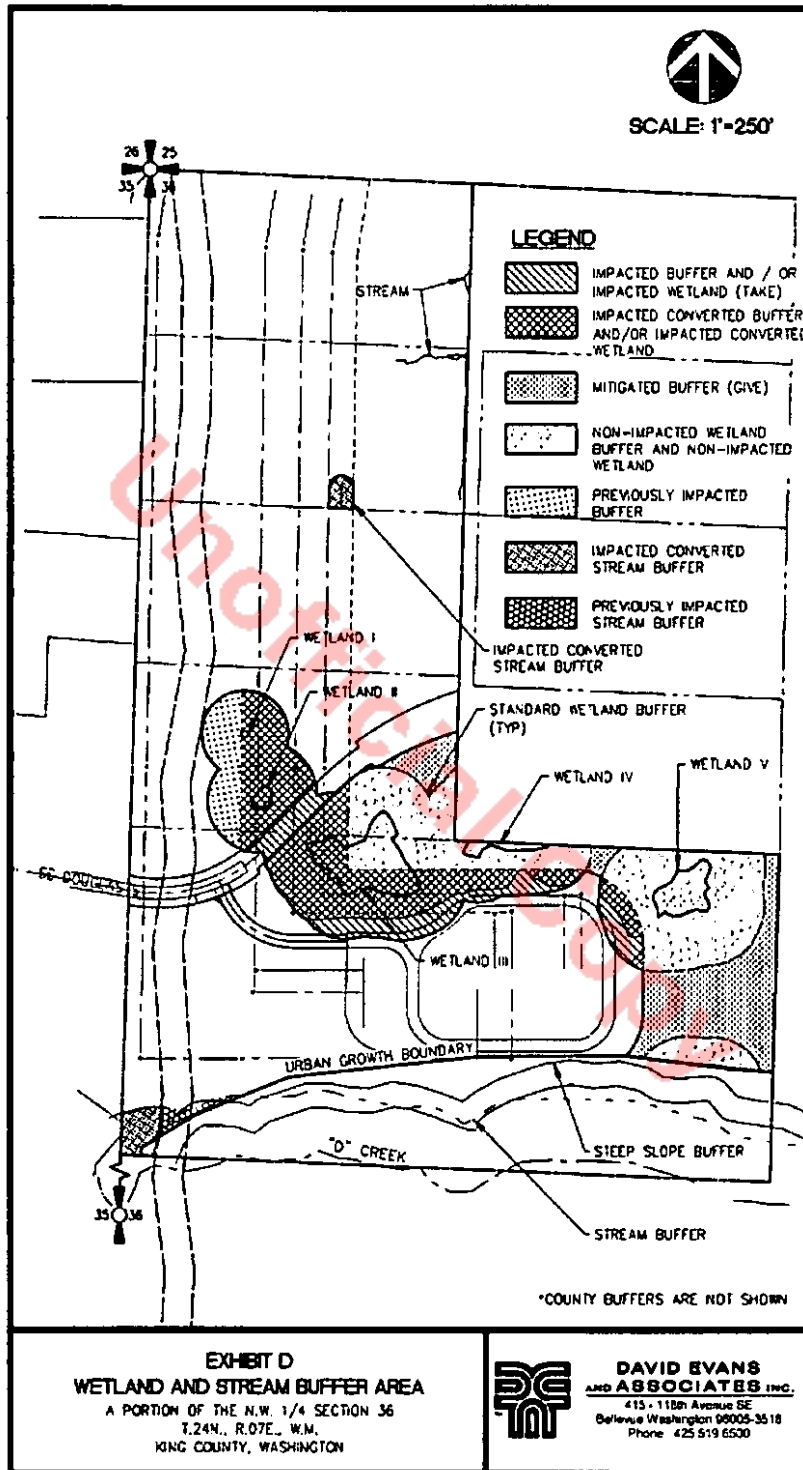 SCALE: 1"=250'
26 25
35 36
LEGEND
IMPACTED BUFFER AND / OR
IMPACTED WETLAND (TAKE)
IMPACTED CONVERTED BUFFER
AND/OR IMPACTED CONVERTED
WETLAND
MITIGATED BUFFER (GIVE)
NON-IMPACTED WETLAND
BUFFER AND NON-IMPACTED
WETLAND
PREVIOUSLY IMPACTED
BUFFER
IMPACTED CONVERTED
STREAM BUFFER
PREVIOUSLY IMPACTED
STREAM BUFFER
STREAM
IMPACTED CONVERTED
STREAM BUFFER
WETLAND I
WETLAND II
STANDARD WETLAND BUFFER
(TYP)
WETLAND IV
WETLAND V
SE
WETLAND III
URBAN GROWTH BOUNDARY
STEEP SLOPE BUFFER
"D" CREEK
35 36
STREAM BUFFER
*COUNTY BUFFERS ARE NOT SHOWN
Unofficial Copy
EXHIBIT D
WETLAND AND STREAM BUFFER AREA
A PORTION OF THE N.W. 1/4 SECTION 36
T.24N., R.07E., W.M.
KING COUNTY, WASHINGTON
DAVID EVANS
AND ASSOCIATES INC.
415 - 118th Avenue SE
Bellevue Washington 98005-3518
Phone: 425 519 6500